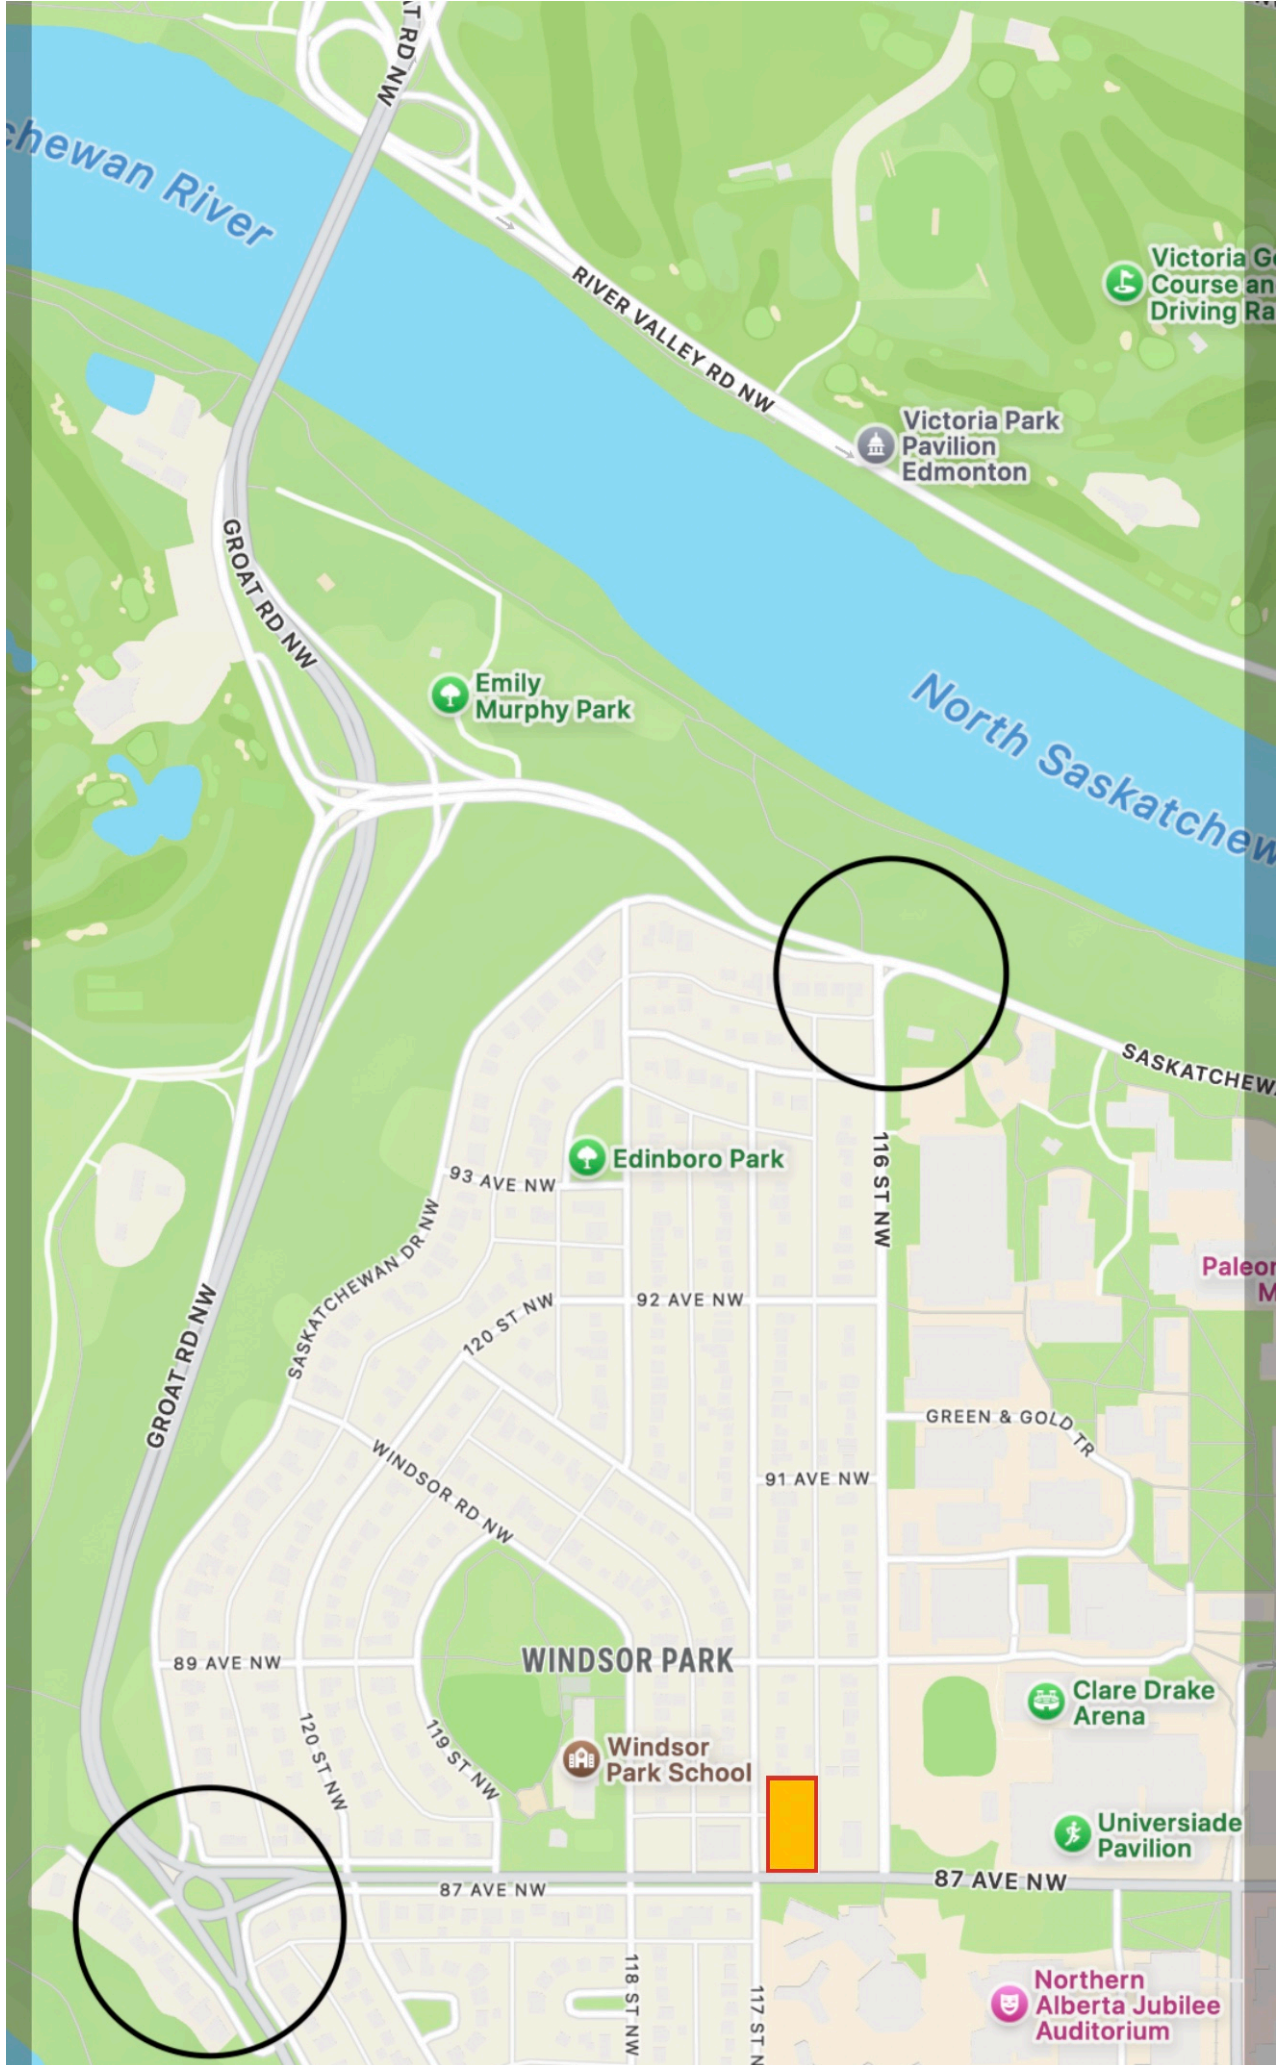 AT RD NW
chewan River
Victoria Go
Course an
Driving Ra
RIVER VALLEY RD NW
Victoria Park
Pavilion
Edmonton
GROAT RD NW
Emily
Murphy Park
North Saskatchew
SASKATCHEWA
116 ST NW
Edinboro Park
93 AVE NW
SASKATCHEWAN DR NW
Paleon
M
GROAT RD NW
120 ST NW
92 AVE NW
GREEN & GOLD TR
WINDSOR RD NW
91 AVE NW
89 AVE NW
WINDSOR PARK
Clare Drake
Arena
120 ST NW
119 ST NW
Windsor
Park School
Universiade
Pavilion
87 AVE NW
87 AVE NW
118 ST NW
117 ST N
Northern
Alberta Jubilee
Auditorium